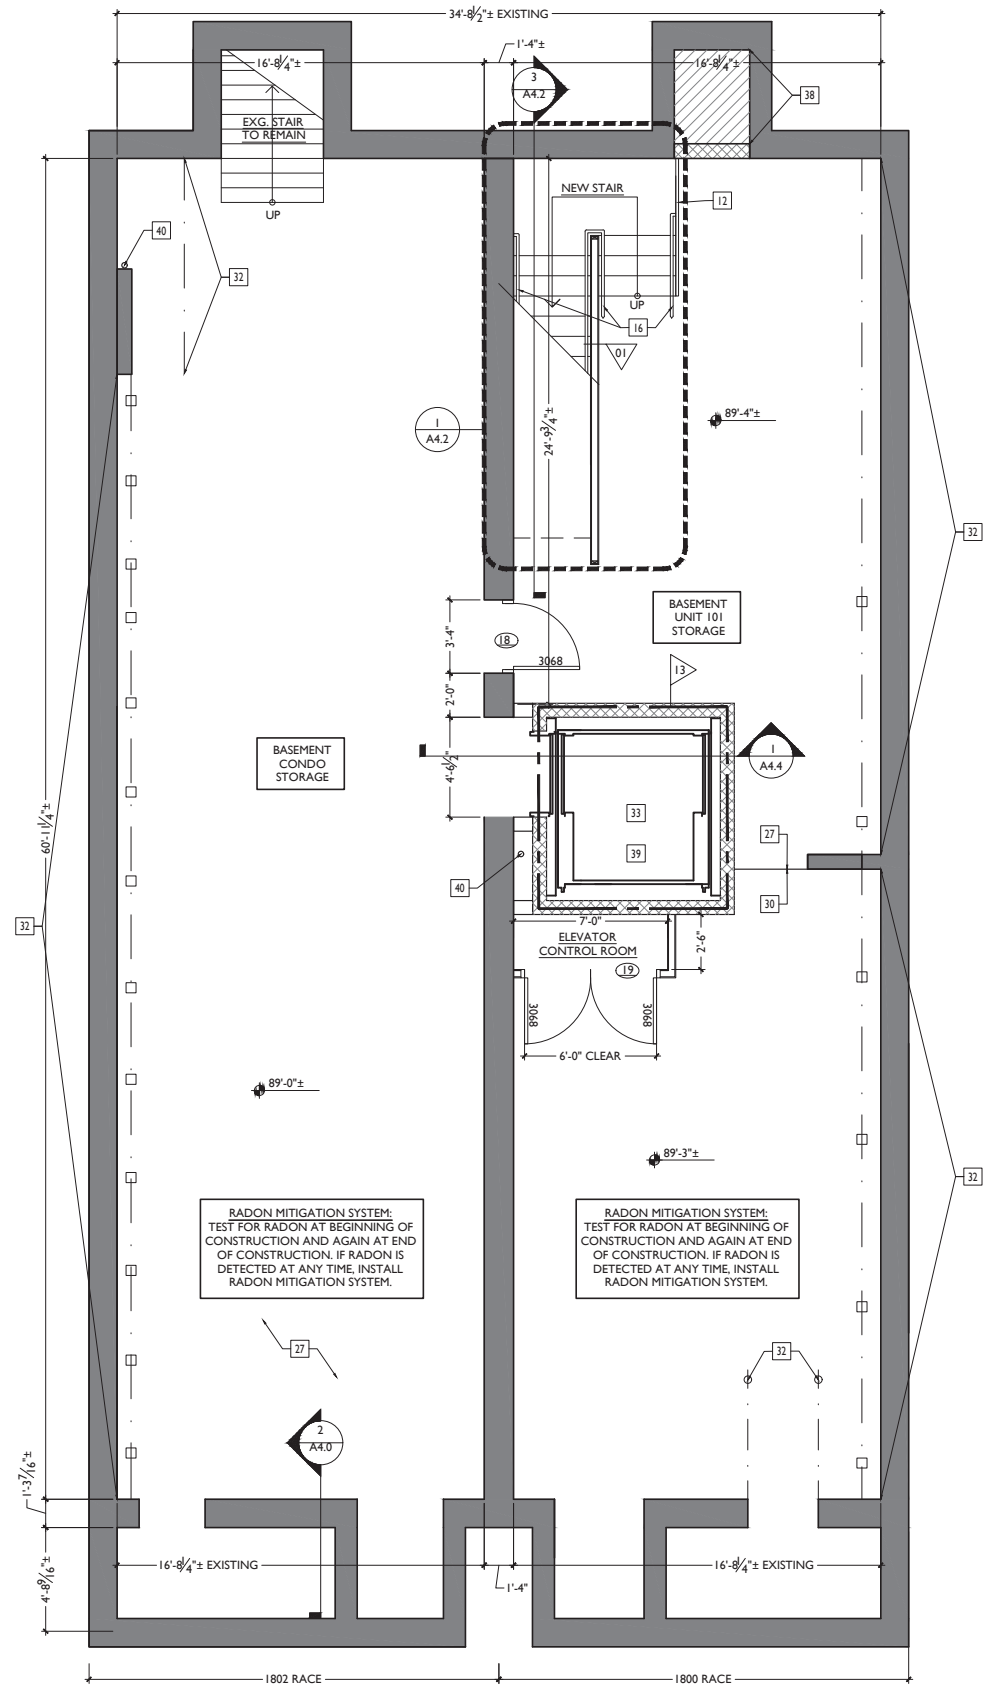 34'-8½"± EXISTING
16'-8¼"±
1'-4"±
16'-8¼"±
3
A4.2
38
EXG. STAIR
TO REMAIN
UP
NEW STAIR
12
40
32
UP
16
01
1
A4.2
24'-9¾"±
89'-4"±
32
BASEMENT
UNIT 101
STORAGE
3'-4"
18
3068
2'-0"
13
BASEMENT
CONDO
STORAGE
4'-6½"
1
A4.4
33
39
27
30
60'-11¼"±
40
32
7'-0"
ELEVATOR
CONTROL ROOM
19
2'-6"
3068
3068
6'-0" CLEAR
89'-0"±
89'-3"±
32
RADON MITIGATION SYSTEM:
TEST FOR RADON AT BEGINNING OF
CONSTRUCTION AND AGAIN AT END
OF CONSTRUCTION. IF RADON IS
DETECTED AT ANY TIME, INSTALL
RADON MITIGATION SYSTEM.
RADON MITIGATION SYSTEM:
TEST FOR RADON AT BEGINNING OF
CONSTRUCTION AND AGAIN AT END
OF CONSTRUCTION. IF RADON IS
DETECTED AT ANY TIME, INSTALL
RADON MITIGATION SYSTEM.
27
32
2
A4.0
1'-3 7/16"±
4'-8 9/16"±
16'-8¼"± EXISTING
1'-4"
16'-8¼"± EXISTING
1802 RACE
1800 RACE